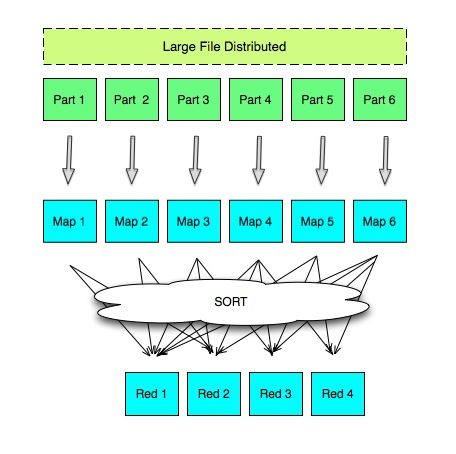 Large File Distributed
Part 1 Part 2 Part 3 Part 4 Part 5 Part 6
Map 1 Map 2 Map 3 Map 4 Map 5 Map 6
SORT
Red 1 Red 2 Red 3 Red 4